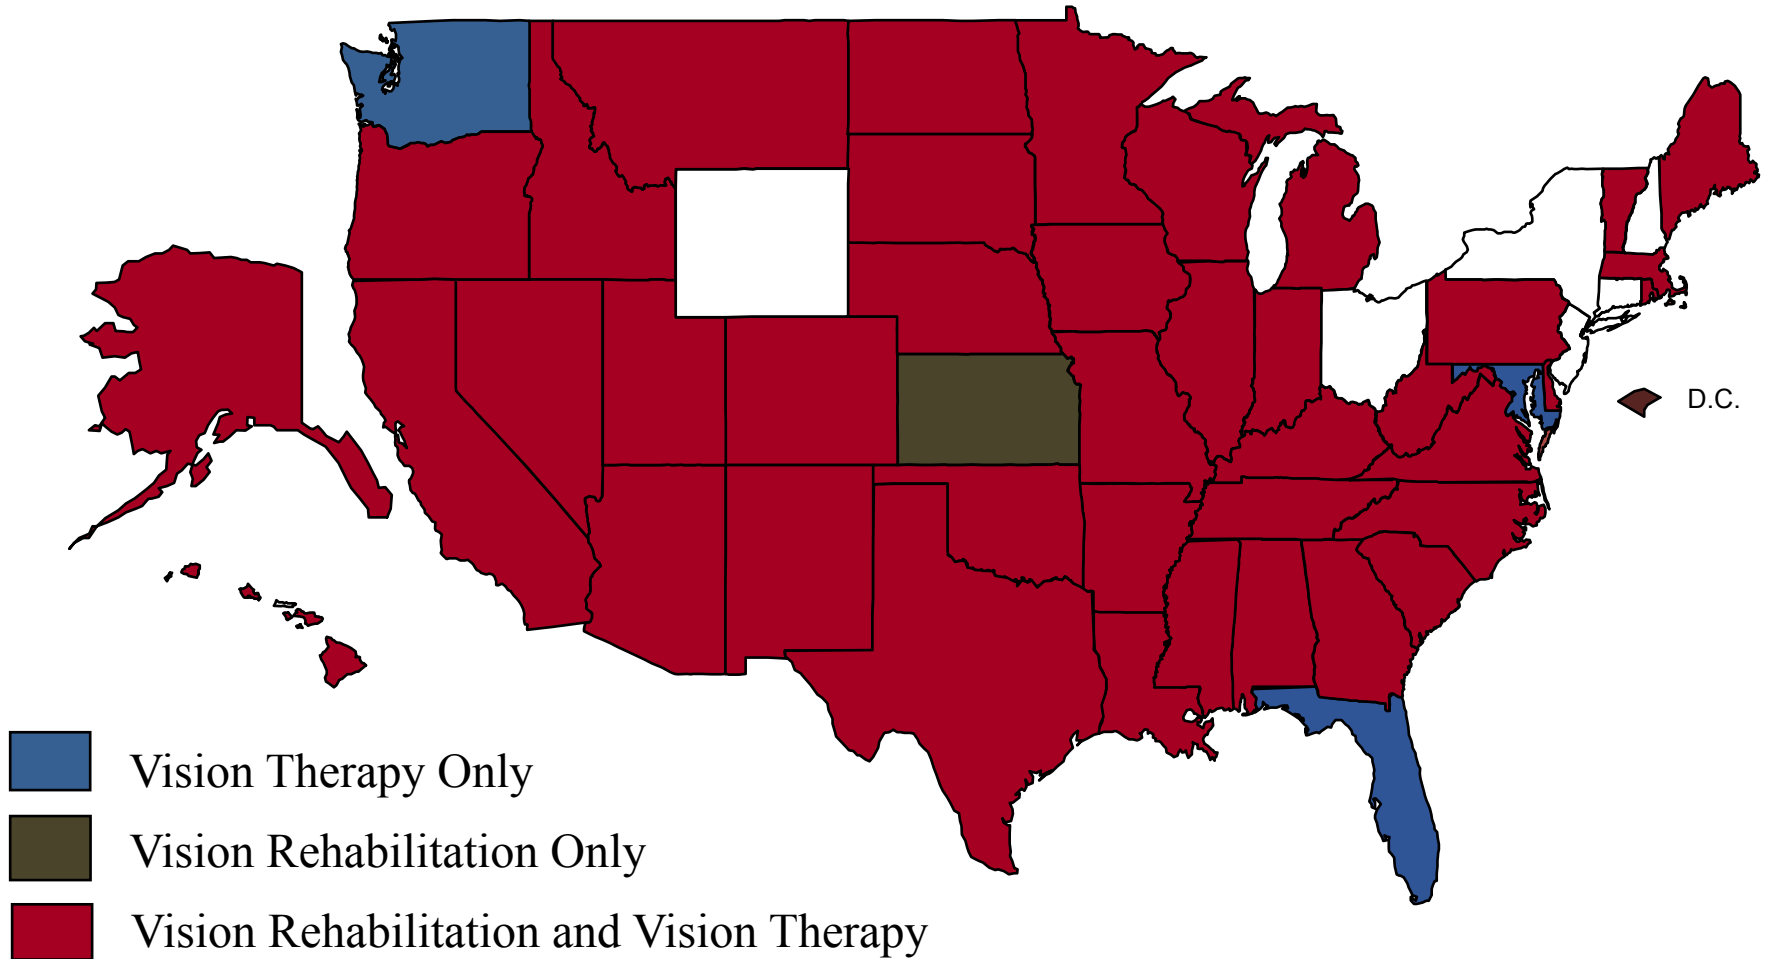 D.C.
Vision Therapy Only
Vision Rehabilitation Only
Vision Rehabilitation and Vision Therapy